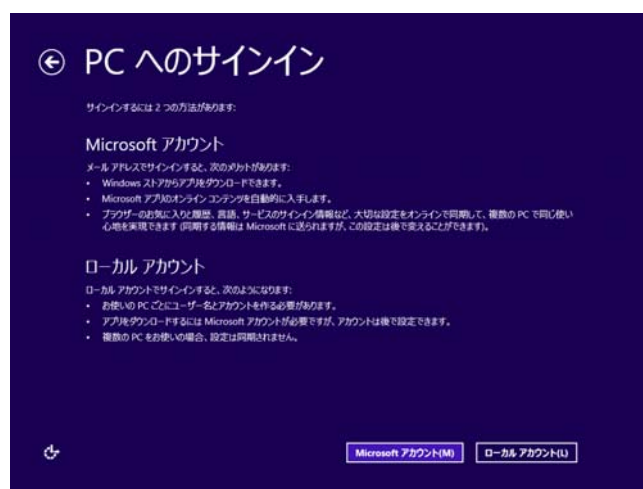 PC へのサインイン
サインインするには 2 つの方法があります:
Microsoft アカウント
メール アドレスでサインインすると、次のメリットがあります:
• Windows ストアからアプリをダウンロードできます。
• Microsoft アプリのオンライン コンテンツを自動的に入手します。
• ブラウザーのお気に入りと履歴、言語、サービスのサインイン情報など、大切な設定をオンラインで同期して、複数の PC で同じ使い
心地を実現できます (同期する情報は Microsoft に送られますが、この設定は後で変えることができます)。
ローカル アカウント
ローカル アカウントでサインインすると、次のようになります:
• お使いの PC ごとにユーザー名とアカウントを作る必要があります。
• アプリをダウンロードするには Microsoft アカウントが必要ですが、アカウントは後で設定できます。
• 複数の PC をお使いの場合、設定は同期されません。
Microsoft アカウント(M) ローカル アカウント(L)